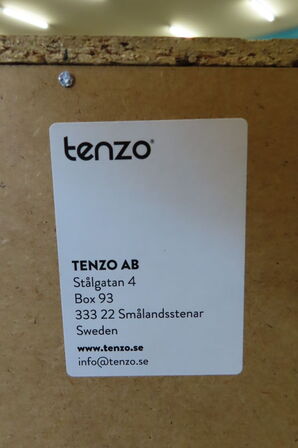 tenzo®
TENZO AB
Stålgatan 4
Box 93
333 22 Smålandsstenar
Sweden
www.tenzo.se
info@tenzo.se